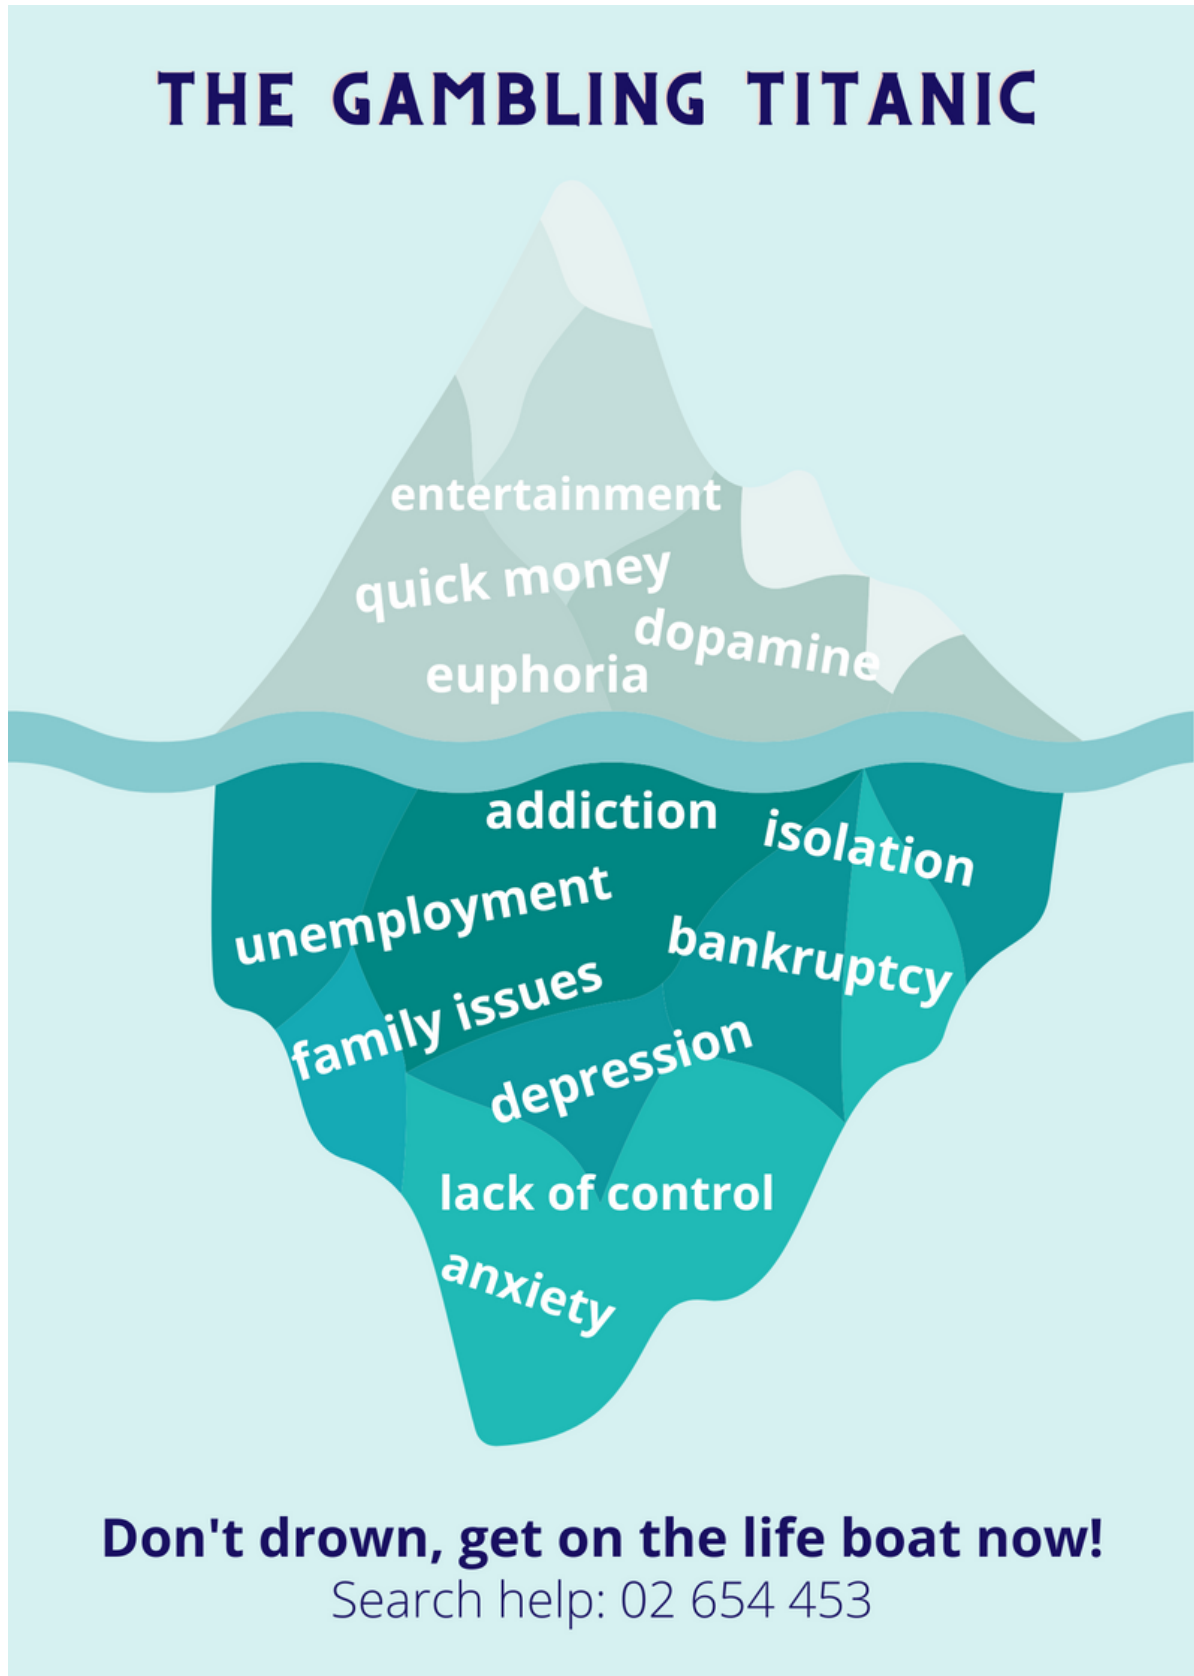 THE GAMBLING TITANIC
entertainment
quick money
dopamine
euphoria
addiction
isolation
unemployment
bankruptcy
family issues
depression
lack of control
anxiety
Don't drown, get on the life boat now!
Search help: 02 654 453